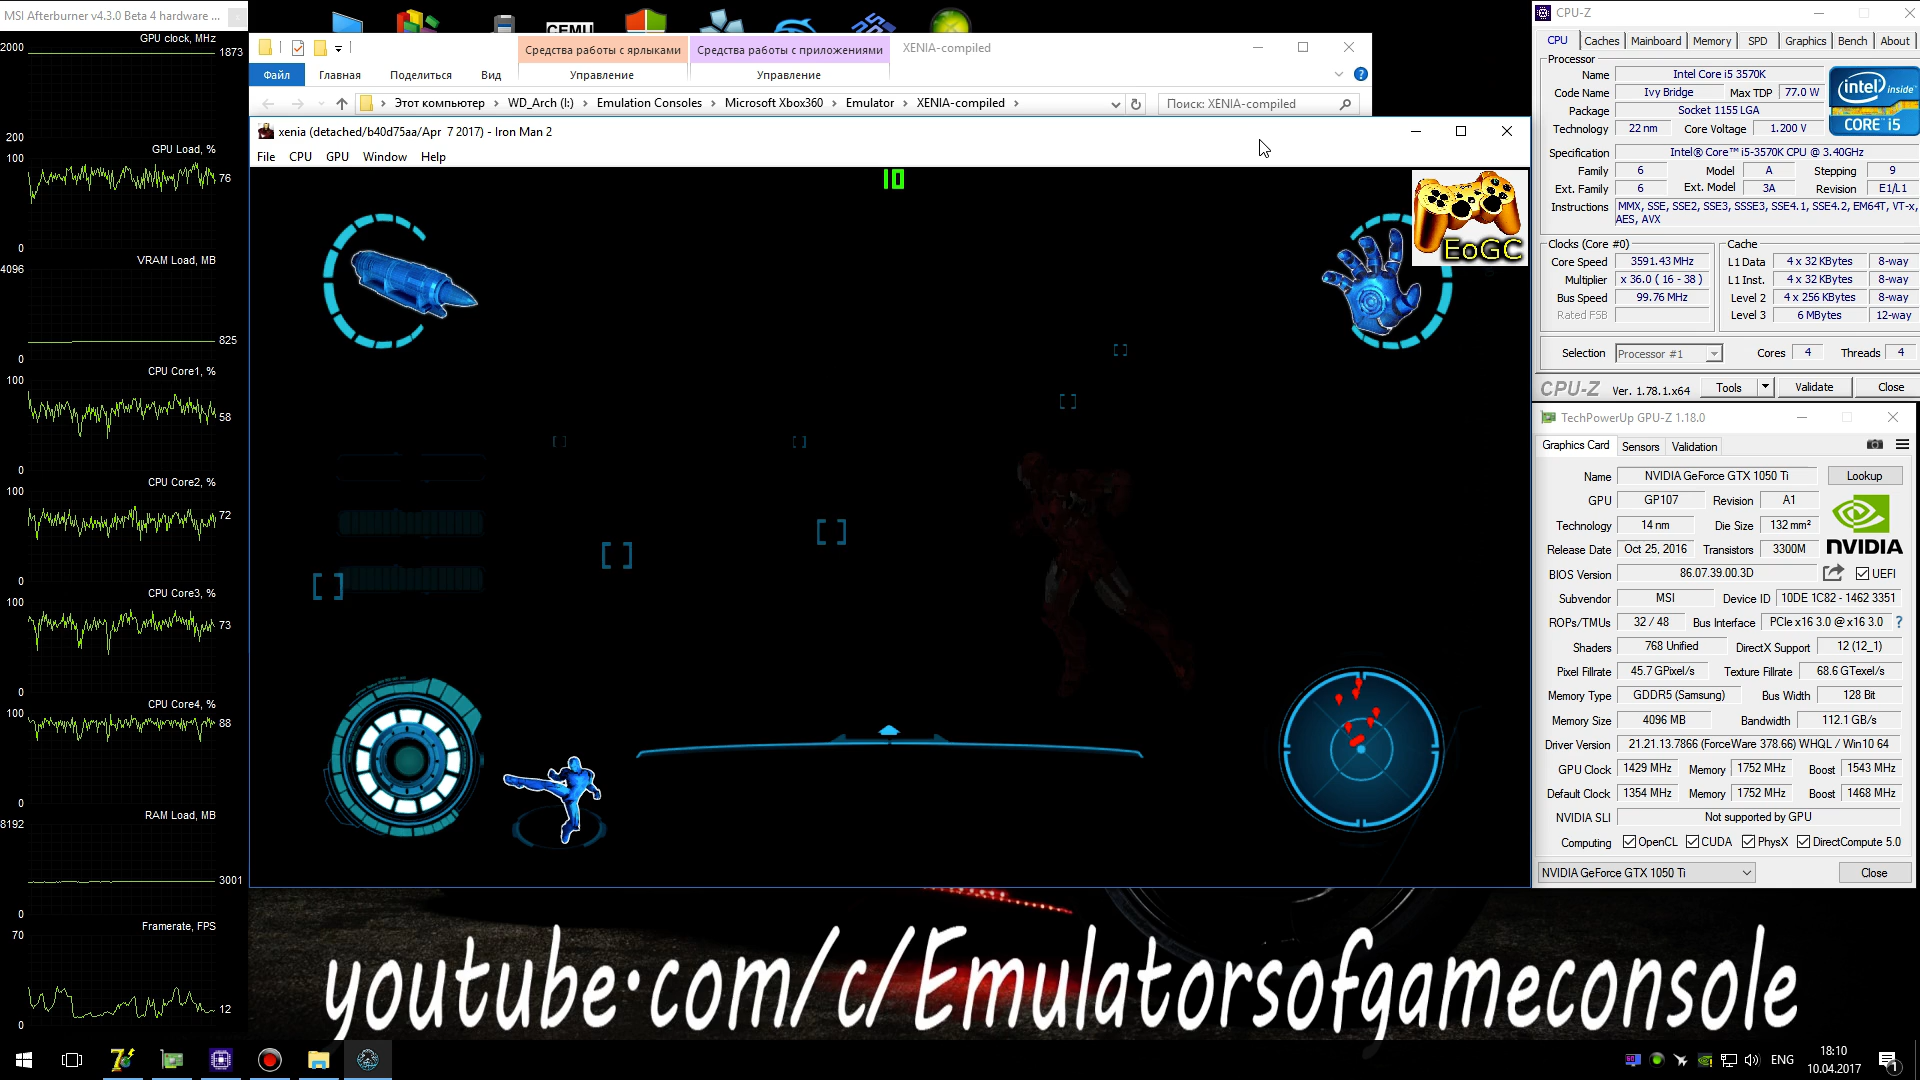 MSI Afterburner v4.3.0 Beta 4 hardware ...
GPU clock, MHz
2000
1873
200
GPU Load, %
100
76
0
VRAM Load, MB
4096
825
0
CPU Core1, %
100
58
0
CPU Core2, %
100
72
0
CPU Core3, %
100
73
0
CPU Core4, %
100
88
0
RAM Load, MB
8192
3001
0
Framerate, FPS
70
12
0
CEMU
Средства работы с ярлыками
Средства работы с приложениями
XENIA-compiled
Файл
Главная
Поделиться
Вид
Управление
Управление
Этот компьютер
WD_Arch (I:)
Emulation Consoles
Microsoft Xbox360
Emulator
XENIA-compiled
Поиск: XENIA-compiled
xenia (detached/b40d75aa/Apr 7 2017) - Iron Man 2
File CPU GPU Window Help
10
EoGC
CPU-Z
CPU Caches Mainboard Memory SPD Graphics Bench About
Processor
Name Intel Core i5 3570K
Code Name Ivy Bridge Max TDP 77.0 W
Package Socket 1155 LGA
Technology 22 nm Core Voltage 1.200 V
intel inside
CORE i5
Specification Intel® Core™ i5-3570K CPU @ 3.40GHz
Family 6 Model A Stepping 9
Ext. Family 6 Ext. Model 3A Revision E1/L1
Instructions MMX, SSE, SSE2, SSE3, SSSE3, SSE4.1, SSE4.2, EM64T, VT-x,
AES, AVX
Clocks (Core #0)
Core Speed 3591.43 MHz
Multiplier x 36.0 ( 16 - 38 )
Bus Speed 99.76 MHz
Rated FSB
Cache
L1 Data 4 x 32 KBytes 8-way
L1 Inst. 4 x 32 KBytes 8-way
Level 2 4 x 256 KBytes 8-way
Level 3 6 MBytes 12-way
Selection Processor #1 Cores 4 Threads 4
CPU-Z Ver. 1.78.1.x64 Tools Validate Close
TechPowerUp GPU-Z 1.18.0
Graphics Card Sensors Validation
Name NVIDIA GeForce GTX 1050 Ti Lookup
GPU GP107 Revision A1
Technology 14 nm Die Size 132 mm²
Release Date Oct 25, 2016 Transistors 3300M
NVIDIA
BIOS Version 86.07.39.00.3D UEFI
Subvendor MSI Device ID 10DE 1C82 - 1462 3351
ROPs/TMUs 32 / 48 Bus Interface PCIe x16 3.0 @ x16 3.0 ?
Shaders 768 Unified DirectX Support 12 (12_1)
Pixel Fillrate 45.7 GPixel/s Texture Fillrate 68.6 GTexel/s
Memory Type GDDR5 (Samsung) Bus Width 128 Bit
Memory Size 4096 MB Bandwidth 112.1 GB/s
Driver Version 21.21.13.7866 (ForceWare 378.66) WHQL / Win10 64
GPU Clock 1429 MHz Memory 1752 MHz Boost 1543 MHz
Default Clock 1354 MHz Memory 1752 MHz Boost 1468 MHz
NVIDIA SLI Not supported by GPU
Computing OpenCL CUDA PhysX DirectCompute 5.0
NVIDIA GeForce GTX 1050 Ti Close
youtube.com/c/Emulatorsofgameconsole
ENG
18:10
10.04.2017
1